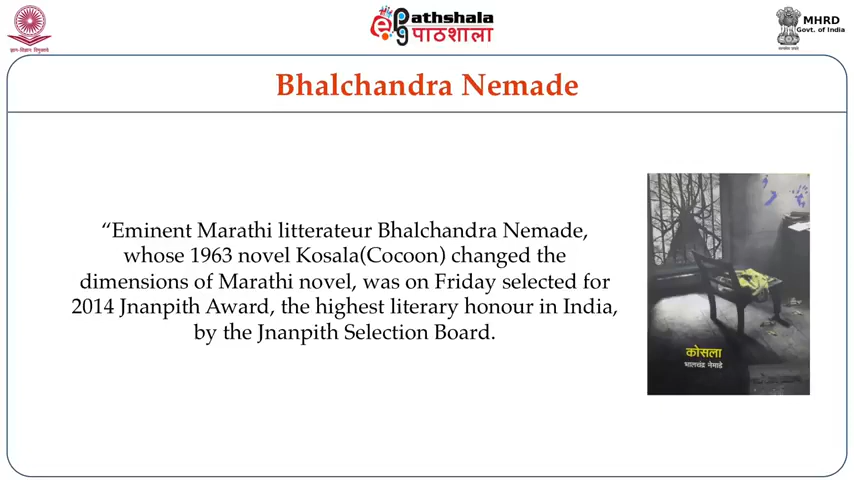 ePathshala
पाठशाला
MHRD
Govt. of India
Bhalchandra Nemade
“Eminent Marathi litterateur Bhalchandra Nemade,
whose 1963 novel Kosala(Cocoon) changed the
dimensions of Marathi novel, was on Friday selected for
2014 Jnanpith Award, the highest literary honour in India,
by the Jnanpith Selection Board.
कोसला
भालचंद्र नेमाडे